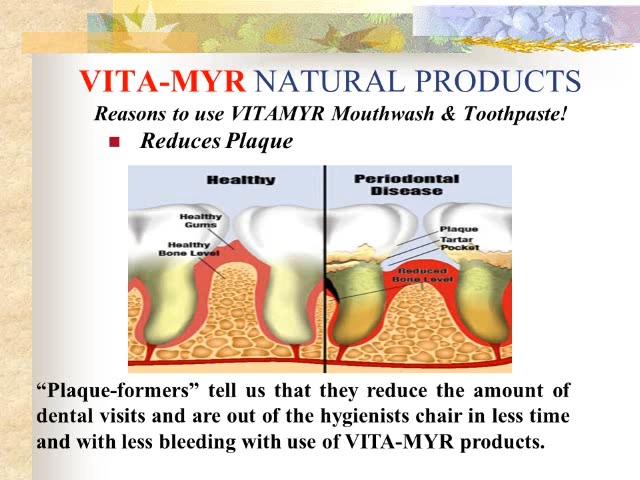 VITA-MYR NATURAL PRODUCTS
Reasons to use VITAMYR Mouthwash & Toothpaste!
Reduces Plaque
Healthy
Healthy
Gums
Healthy
Bone Level
Periodontal
Disease
Plaque
Tartar
Pocket
Reduced
Bone Level
“Plaque-formers” tell us that they reduce the amount of
dental visits and are out of the hygienists chair in less time
and with less bleeding with use of VITA-MYR products.